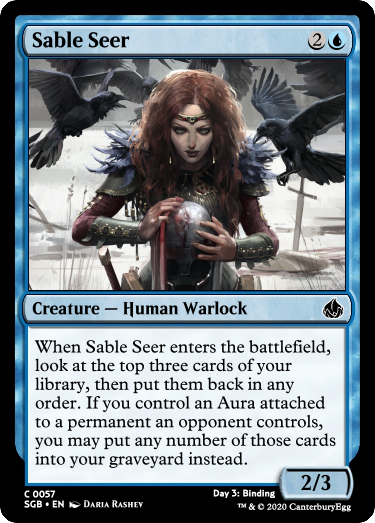 Sable Seer 2
Creature — Human Warlock
When Sable Seer enters the battlefield,
look at the top three cards of your
library, then put them back in any
order. If you control an Aura attached
to a permanent an opponent controls,
you may put any number of those cards
into your graveyard instead.
2/3
C 0057
SGB • EN Daria Rashev
Day 3: Binding
™ & © 2020 CanterburyEgg